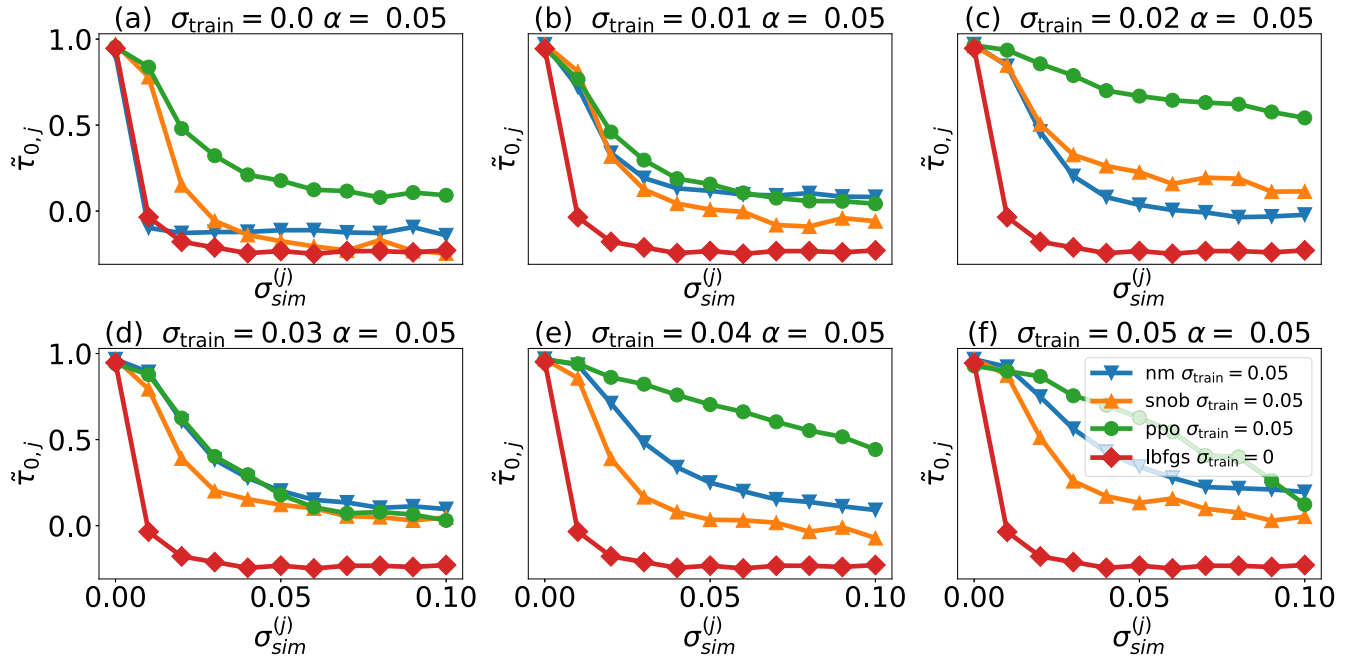 (a) σtrain = 0.0 α = 0.05
(b) σtrain = 0.01 α = 0.05
(c) σtrain = 0.02 α = 0.05
1.0
0.5
0.0
τ̃0,j
τ̃0,j
τ̃0,j
σsim(j)
σsim(j)
σsim(j)
(d) σtrain = 0.03 α = 0.05
(e) σtrain = 0.04 α = 0.05
(f) σtrain = 0.05 α = 0.05
1.0
0.5
0.0
τ̃0,j
τ̃0,j
τ̃0,j
nm σtrain = 0.05
snob σtrain = 0.05
ppo σtrain = 0.05
lbfgs σtrain = 0
0.00 0.05 0.10
0.00 0.05 0.10
0.00 0.05 0.10
σsim(j)
σsim(j)
σsim(j)